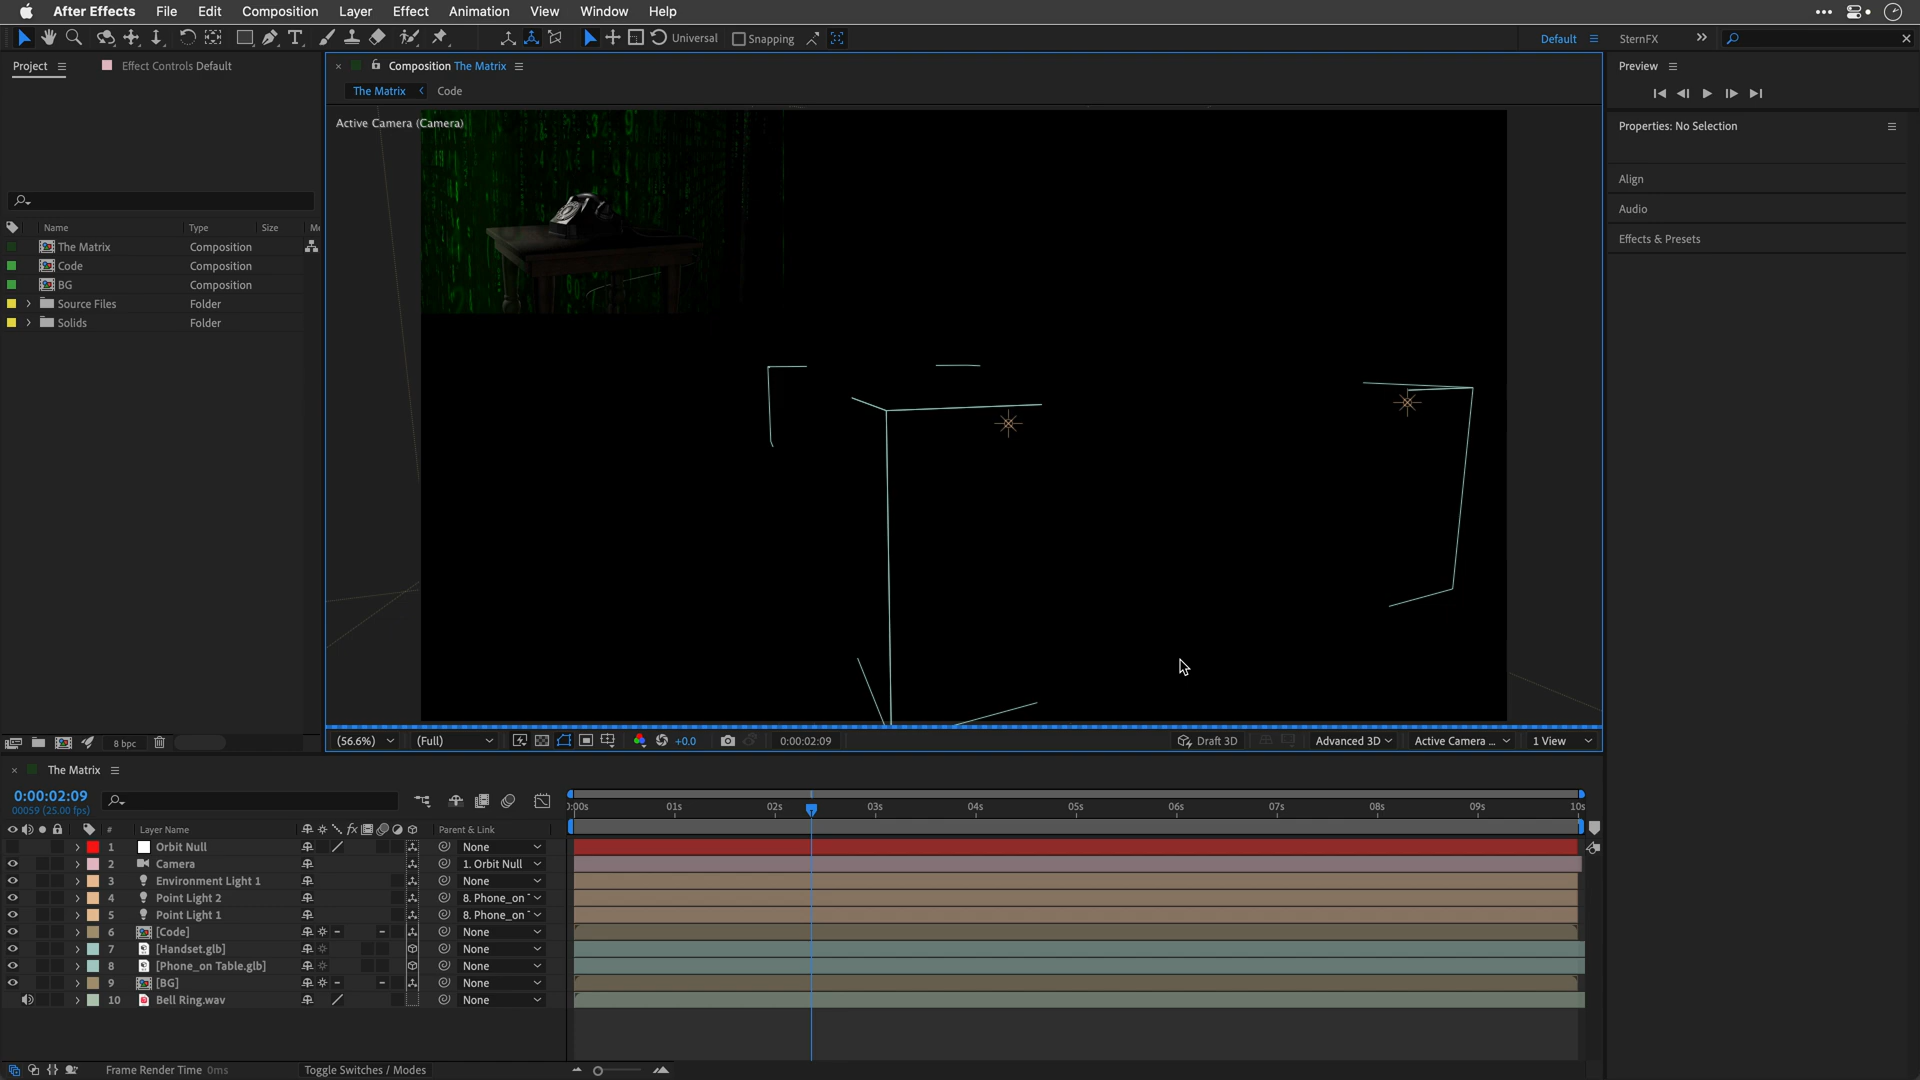 After Effects File Edit Composition Layer Effect Animation View Window Help
Universal Snapping Default SternFX
Project Effect Controls Default
Composition The Matrix
Preview
The Matrix Code
Active Camera (Camera)
Properties: No Selection
Align
Audio
Effects & Presets
Name Type Size
The Matrix Composition
Code Composition
BG Composition
Source Files Folder
Solids Folder
8 bpc
(56.6%) (Full) +0.0 0:00:02:09 Draft 3D Advanced 3D Active Camera ... 1 View
The Matrix
0:00:02:09
00059 (25.00 fps)
):00s 01s 02s 03s 04s 05s 06s 07s 08s 09s 10s
# Layer Name fx Parent & Link
1 Orbit Null None
2 Camera 1. Orbit Null
3 Environment Light 1 None
4 Point Light 2 8. Phone_on
5 Point Light 1 8. Phone_on
6 [Code] None
7 [Handset.glb] None
8 [Phone_on Table.glb] None
9 [BG] None
10 Bell Ring.wav None
Frame Render Time 0ms Toggle Switches / Modes